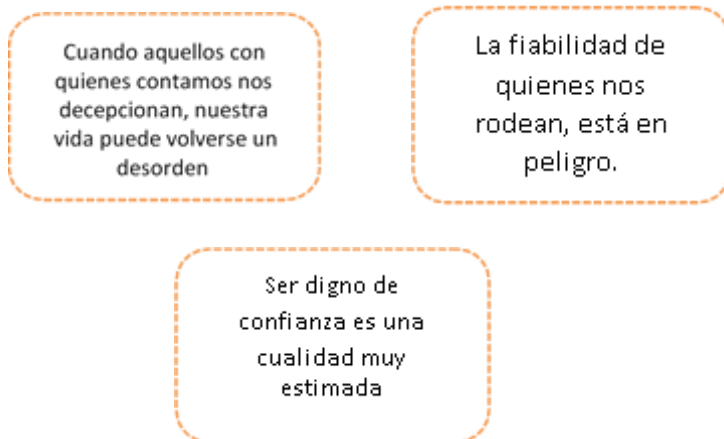 Cuando aquellos con
quienes contamos nos
decepcionan, nuestra
vida puede volverse un
desorden
La fiabilidad de
quienes nos
rodean, está en
peligro.
Ser digno de
confianza es una
cualidad muy
estimada